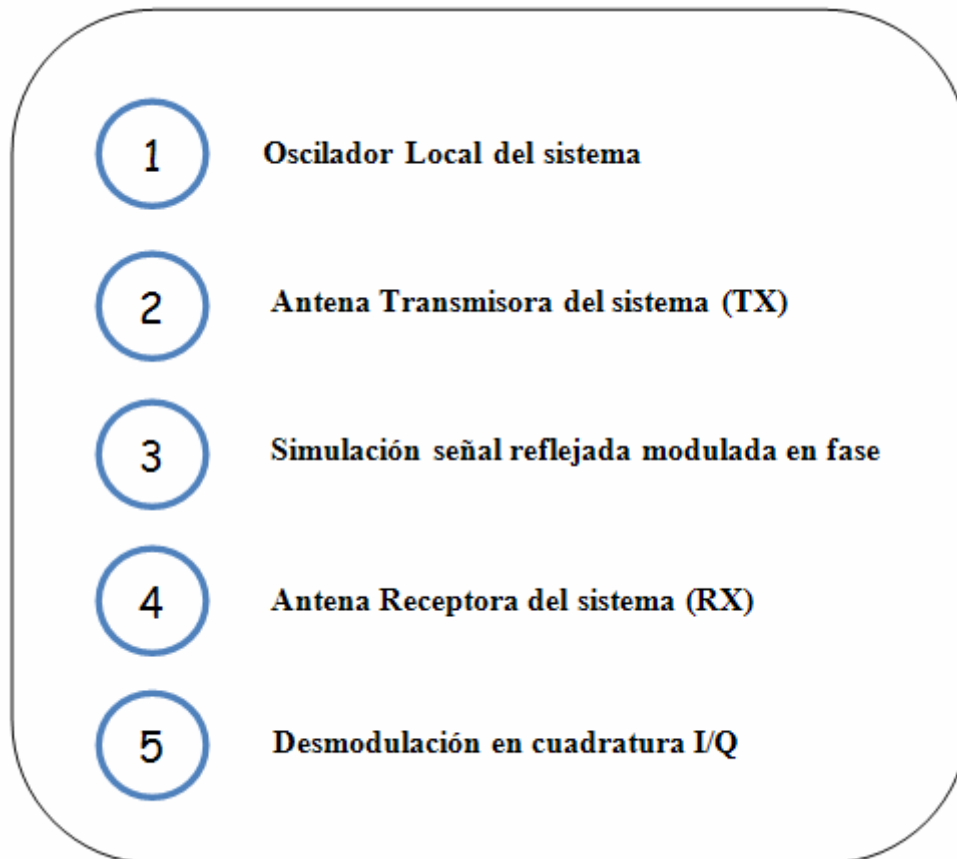 1 Oscilador Local del sistema
2 Antena Transmisora del sistema (TX)
3 Simulación señal reflejada modulada en fase
4 Antena Receptora del sistema (RX)
5 Desmodulación en cuadratura I/Q